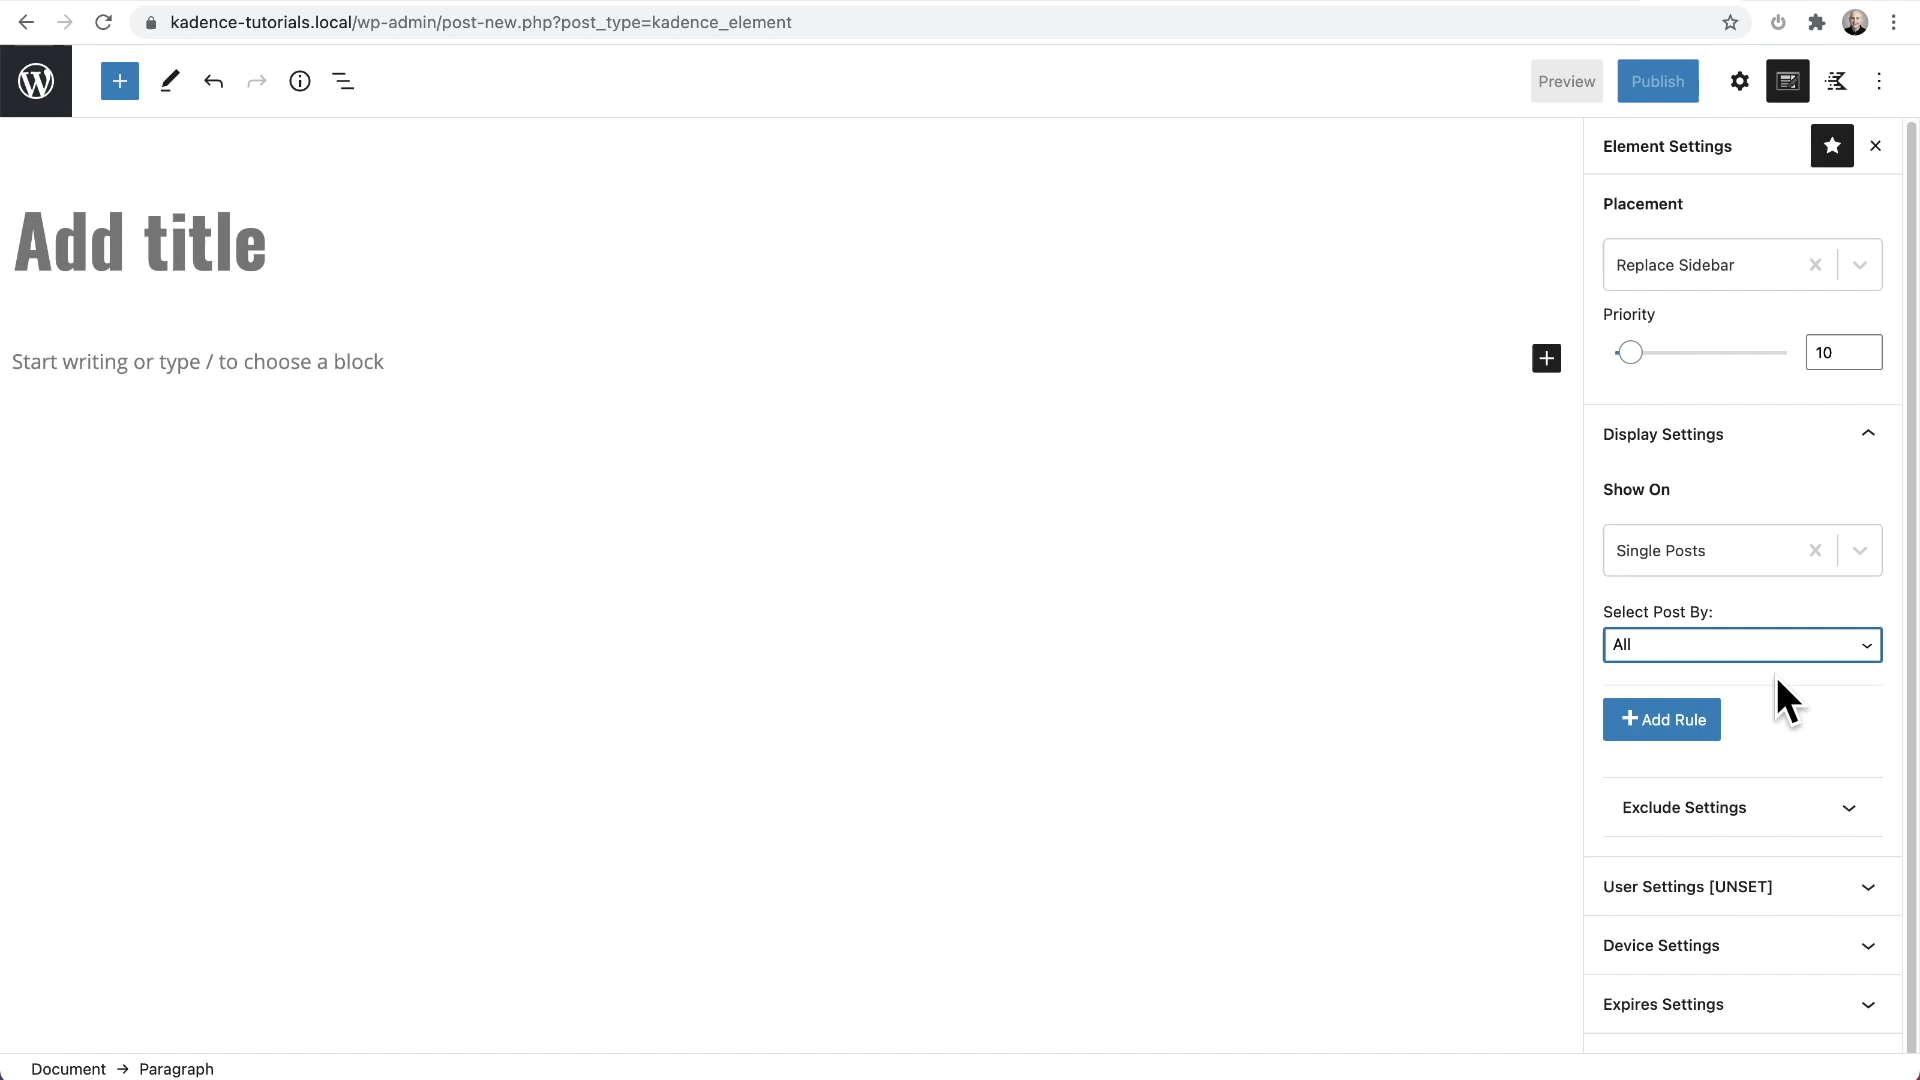 kadence-tutorials.local/wp-admin/post-new.php?post_type=kadence_element
Preview
Publish
Element Settings
Placement
Add title
Replace Sidebar
Priority
10
Start writing or type / to choose a block
Display Settings
Show On
Single Posts
Select Post By:
All
Add Rule
Exclude Settings
User Settings [UNSET]
Device Settings
Expires Settings
Document → Paragraph